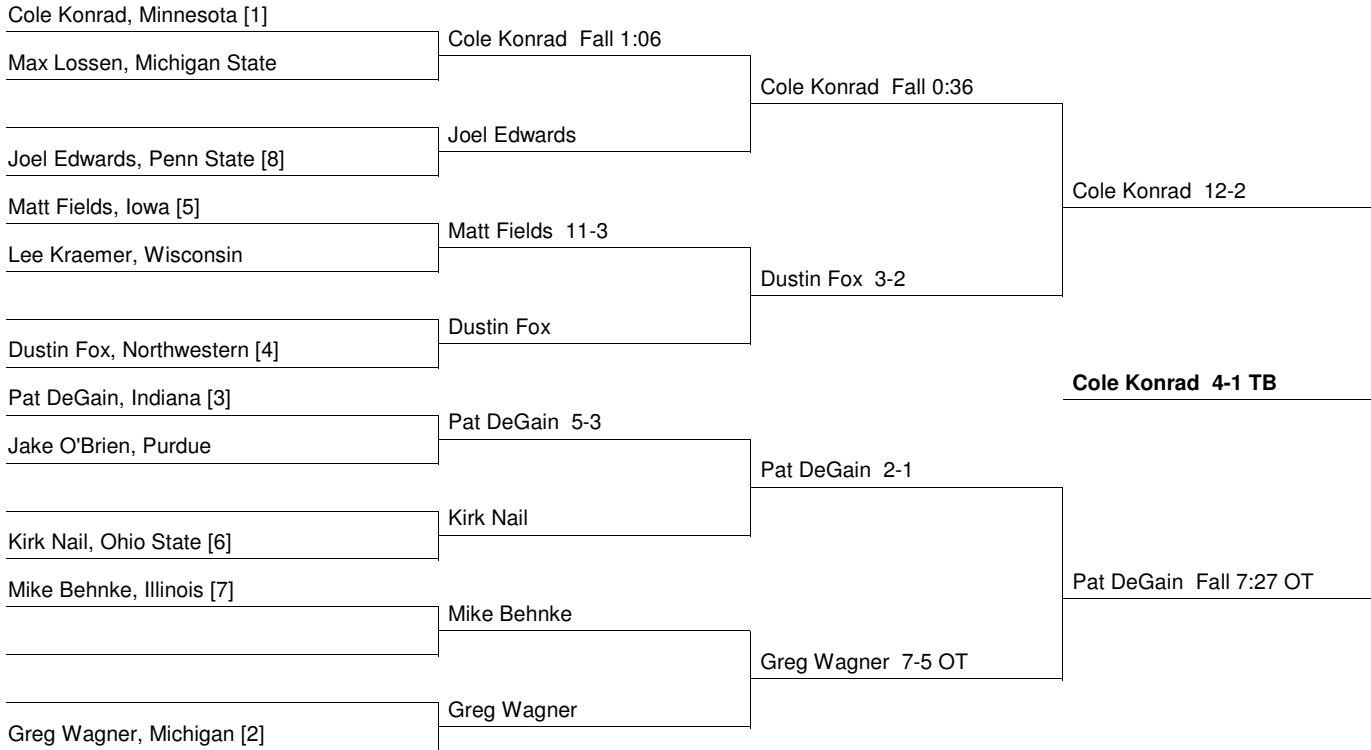 Cole Konrad, Minnesota [1]
Max Lossen, Michigan State
Joel Edwards, Penn State [8]
Matt Fields, Iowa [5]
Lee Kraemer, Wisconsin
Dustin Fox, Northwestern [4]
Pat DeGain, Indiana [3]
Jake O'Brien, Purdue
Kirk Nail, Ohio State [6]
Mike Behnke, Illinois [7]
Greg Wagner, Michigan [2]
Cole Konrad Fall 1:06
Joel Edwards
Matt Fields 11-3
Dustin Fox
Pat DeGain 5-3
Kirk Nail
Mike Behnke
Greg Wagner
Cole Konrad Fall 0:36
Dustin Fox 3-2
Pat DeGain 2-1
Greg Wagner 7-5 OT
Cole Konrad 12-2
Cole Konrad 4-1 TB
Pat DeGain Fall 7:27 OT